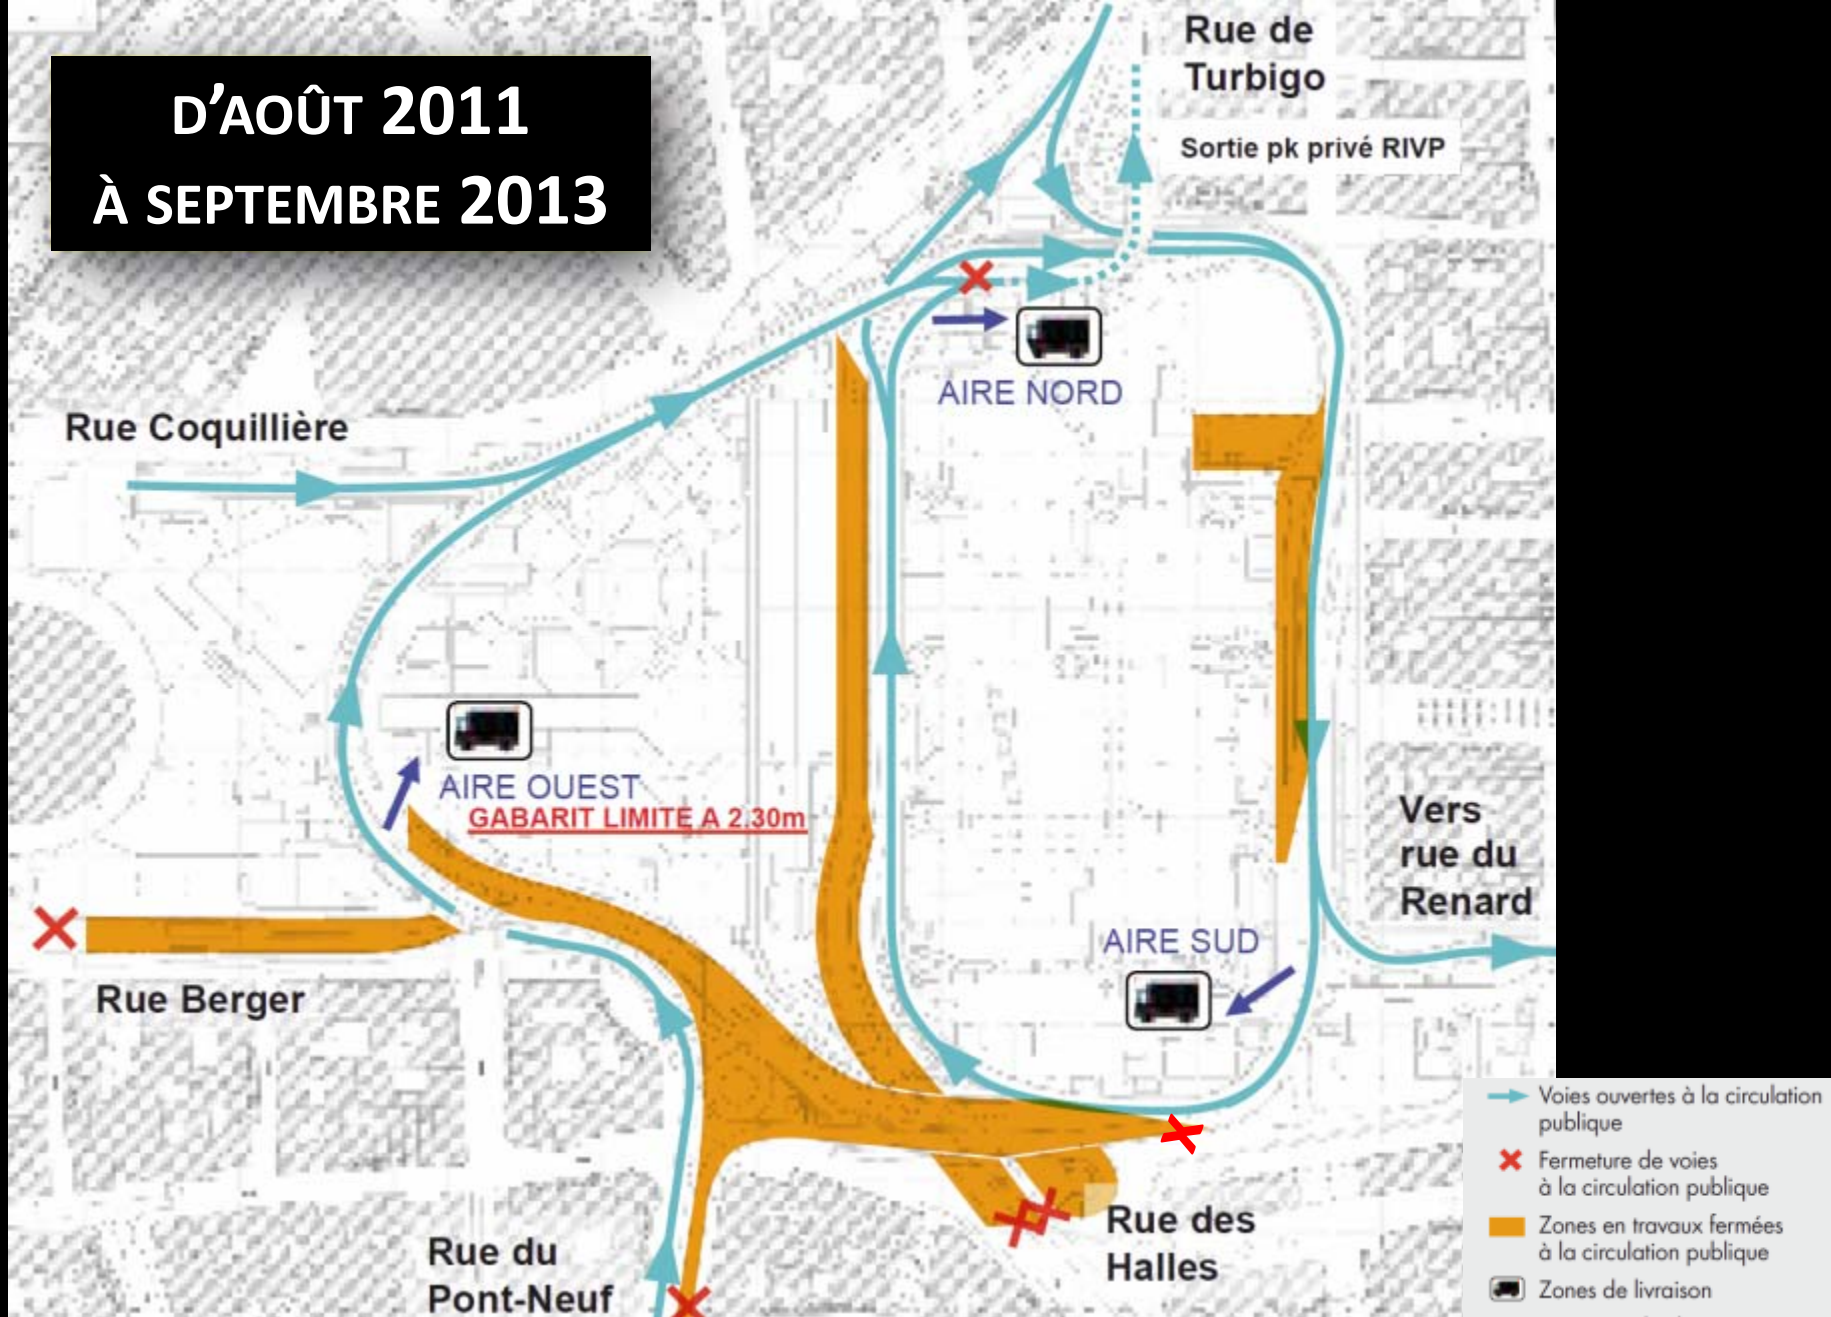 D'AOÛT 2011
À SEPTEMBRE 2013
Rue de
Turbigo
Sortie pk privé RIVP
AIRE NORD
Rue Coquillière
AIRE OUEST
GABARIT LIMITE A 2.30m
Vers
rue du
Renard
AIRE SUD
Rue Berger
Rue des
Halles
Rue du
Pont-Neuf
Voies ouvertes à la circulation
publique
Fermeture de voies
à la circulation publique
Zones en travaux fermées
à la circulation publique
Zones de livraison